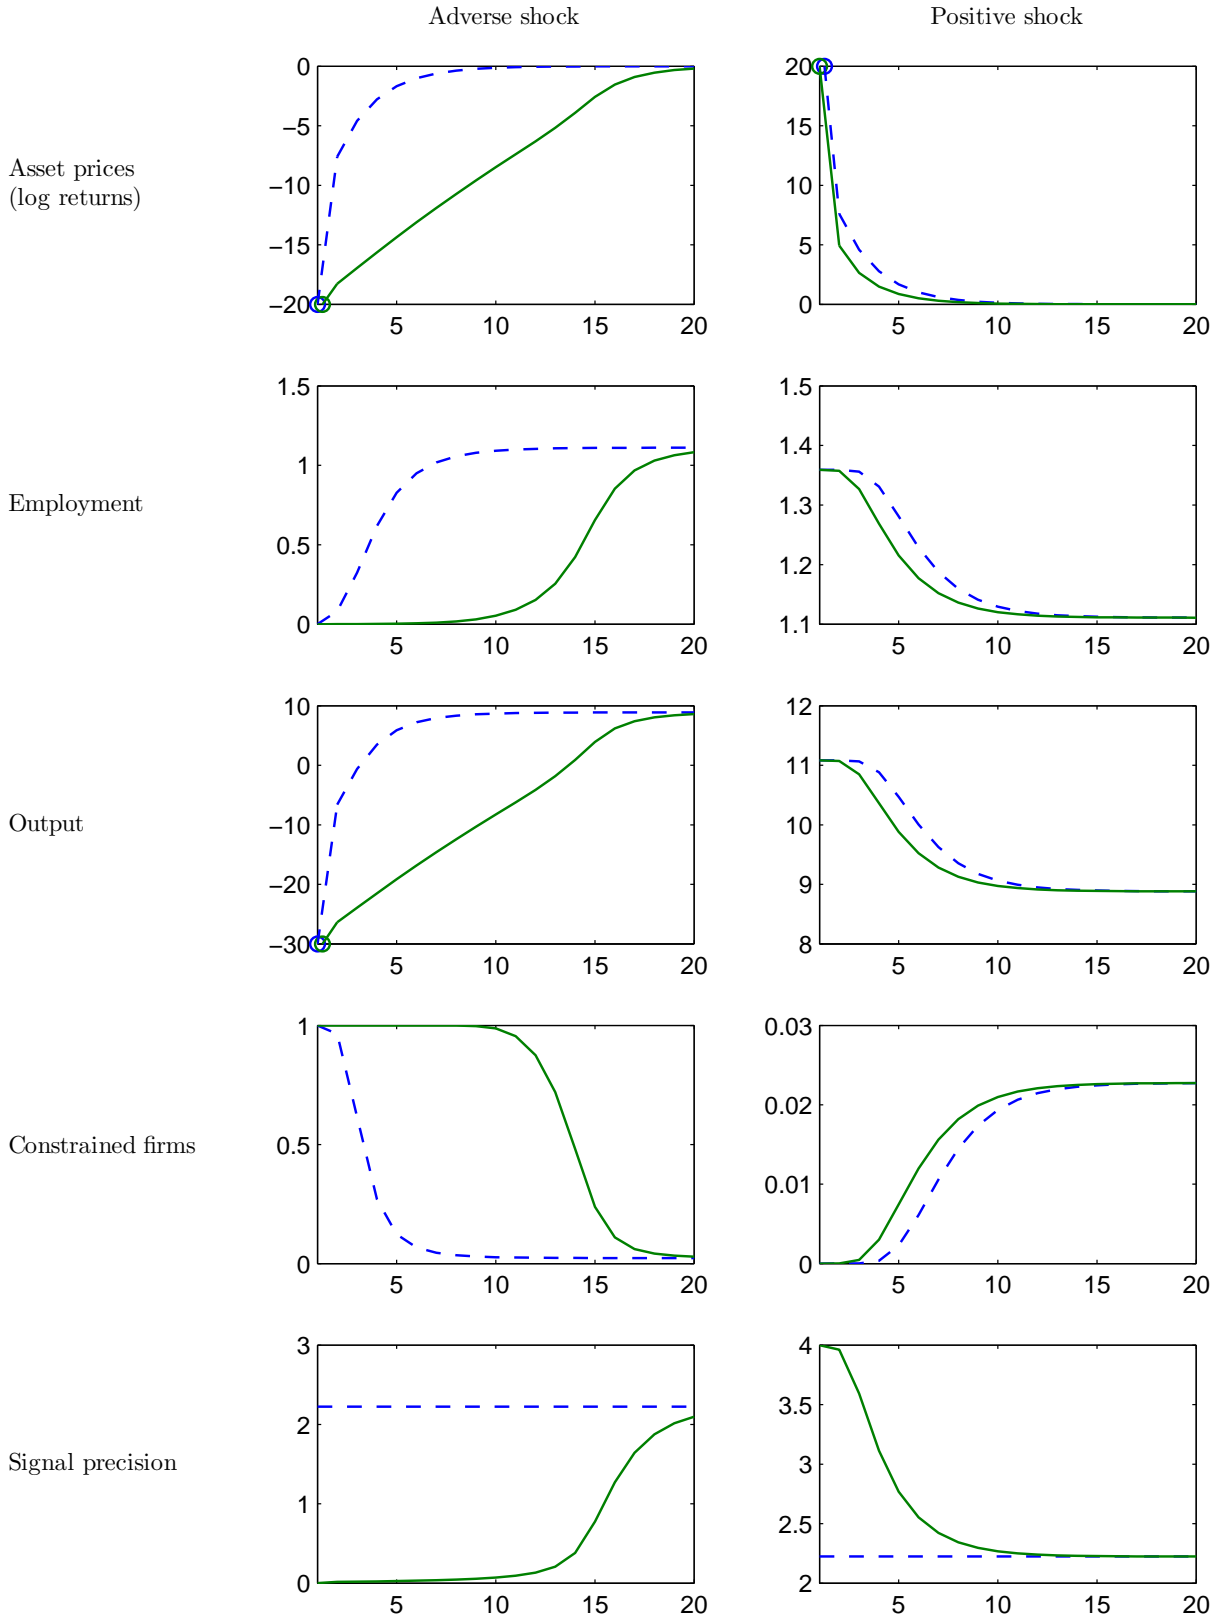 Adverse shock
Positive shock
Asset prices
(log returns)
0
−5
−10
−15
−20
5 10 15 20
20
15
10
5
0
5 10 15 20
Employment
1.5
1
0.5
0
5 10 15 20
1.5
1.4
1.3
1.2
1.1
5 10 15 20
Output
10
0
−10
−20
−30
5 10 15 20
12
11
10
9
8
5 10 15 20
Constrained firms
1
0.5
0
5 10 15 20
0.03
0.02
0.01
0
5 10 15 20
Signal precision
3
2
1
0
5 10 15 20
4
3.5
3
2.5
2
5 10 15 20